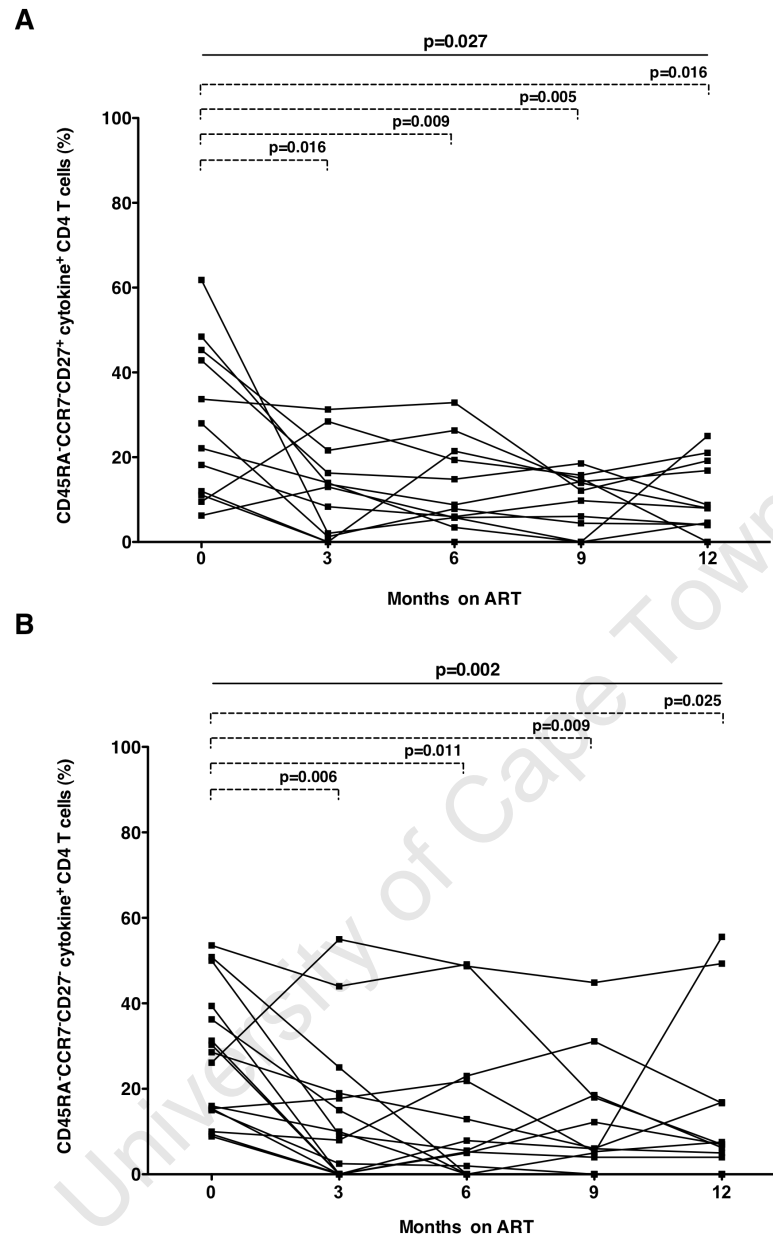 A
p=0.027
p=0.016
p=0.005
p=0.009
p=0.016
CD45RA⁻CCR7⁻CD27⁺ cytokine⁺ CD4 T cells (%)
100
80
60
40
20
0
0 3 6 9 12
Months on ART
B
p=0.002
p=0.025
p=0.009
p=0.011
p=0.006
CD45RA⁻CCR7⁻CD27⁻ cytokine⁺ CD4 T cells (%)
100
80
60
40
20
0
0 3 6 9 12
Months on ART
University of Cape Town